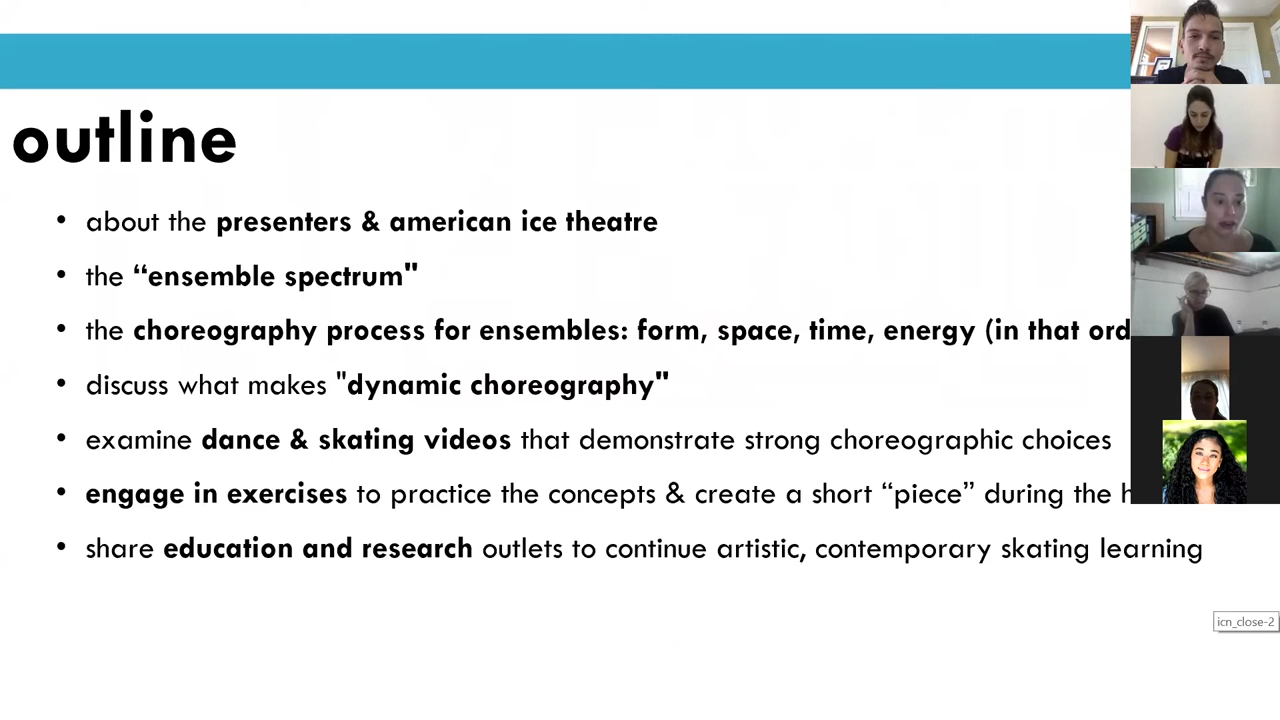 outline
• about the presenters & american ice theatre
• the “ensemble spectrum"
• the choreography process for ensembles: form, space, time, energy (in that ord
• discuss what makes "dynamic choreography"
• examine dance & skating videos that demonstrate strong choreographic choices
• engage in exercises to practice the concepts & create a short “piece” during the h
• share education and research outlets to continue artistic, contemporary skating learning
icn_close-2